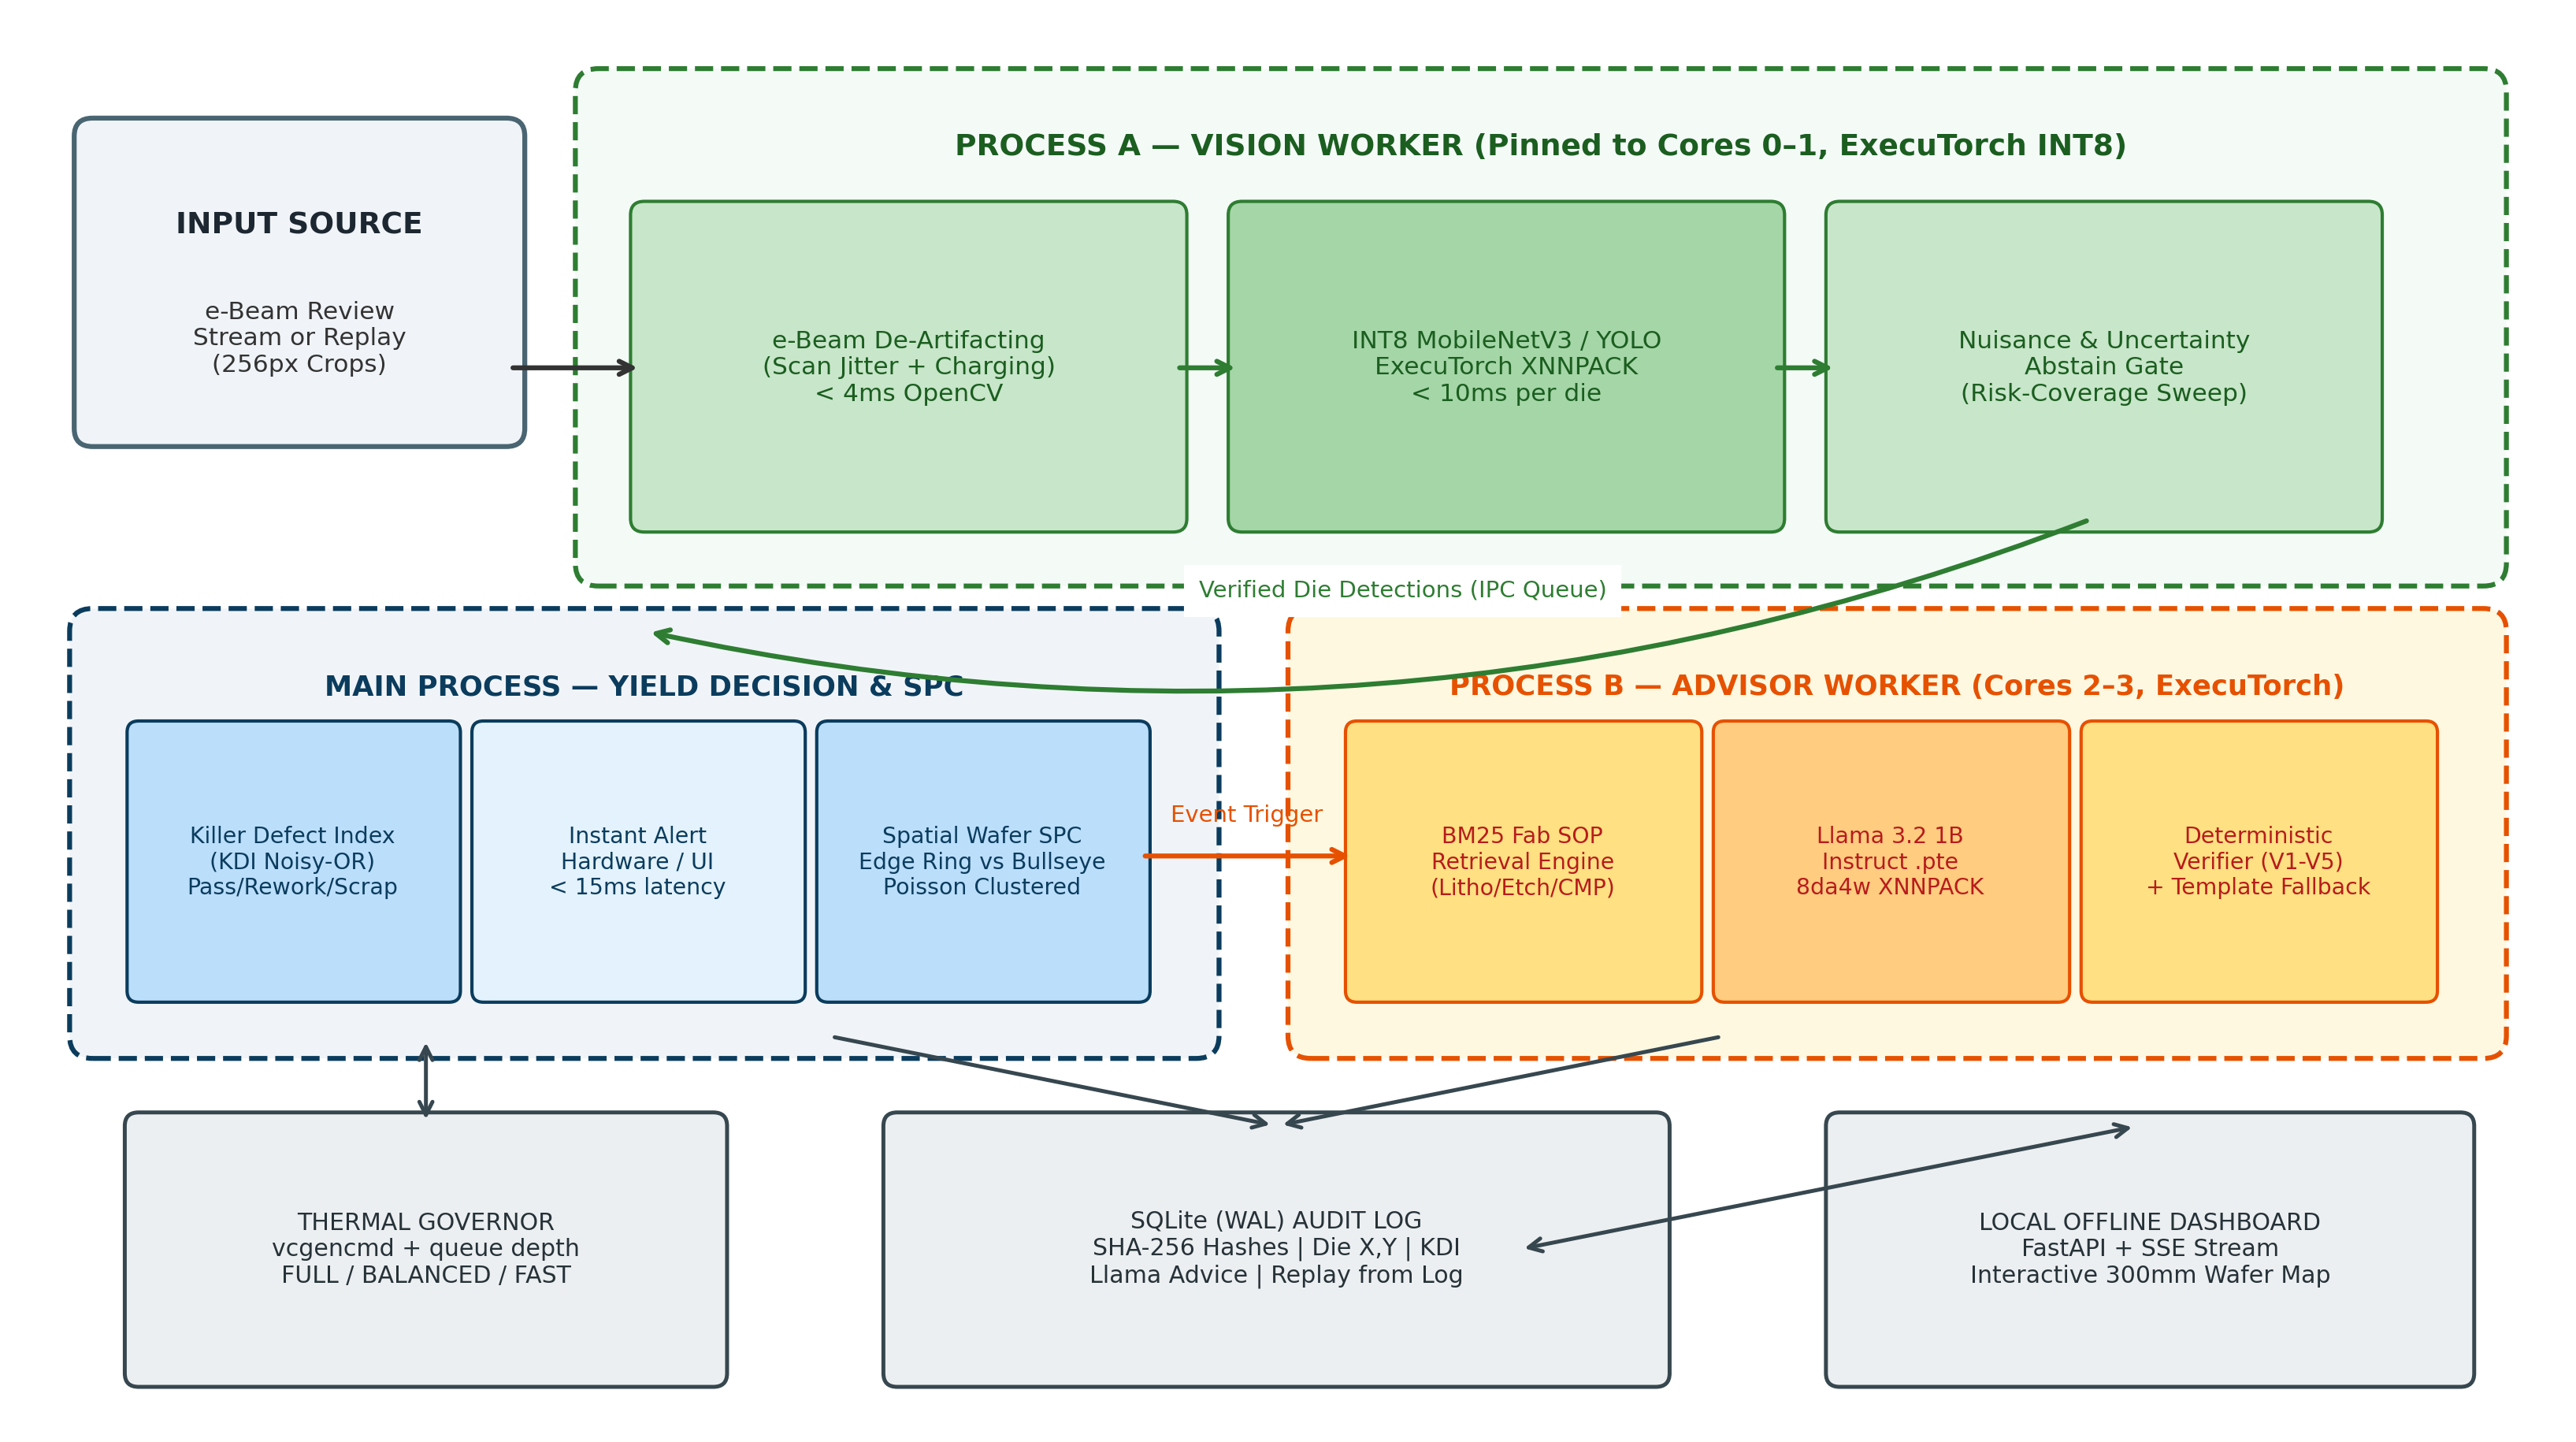 PROCESS A — VISION WORKER (Pinned to Cores 0–1, ExecuTorch INT8)
INPUT SOURCE
e-Beam Review
Stream or Replay
(256px Crops)
e-Beam De-Artifacting
(Scan Jitter + Charging)
< 4ms OpenCV
INT8 MobileNetV3 / YOLO
ExecuTorch XNNPACK
< 10ms per die
Nuisance & Uncertainty
Abstain Gate
(Risk-Coverage Sweep)
Verified Die Detections (IPC Queue)
MAIN PROCESS — YIELD DECISION & SPC
Killer Defect Index
(KDI Noisy-OR)
Pass/Rework/Scrap
Instant Alert
Hardware / UI
< 15ms latency
Spatial Wafer SPC
Edge Ring vs Bullseye
Poisson Clustered
Event Trigger
PROCESS B — ADVISOR WORKER (Cores 2–3, ExecuTorch)
BM25 Fab SOP
Retrieval Engine
(Litho/Etch/CMP)
Llama 3.2 1B
Instruct .pte
8da4w XNNPACK
Deterministic
Verifier (V1-V5)
+ Template Fallback
THERMAL GOVERNOR
vcgencmd + queue depth
FULL / BALANCED / FAST
SQLite (WAL) AUDIT LOG
SHA-256 Hashes | Die X,Y | KDI
Llama Advice | Replay from Log
LOCAL OFFLINE DASHBOARD
FastAPI + SSE Stream
Interactive 300mm Wafer Map